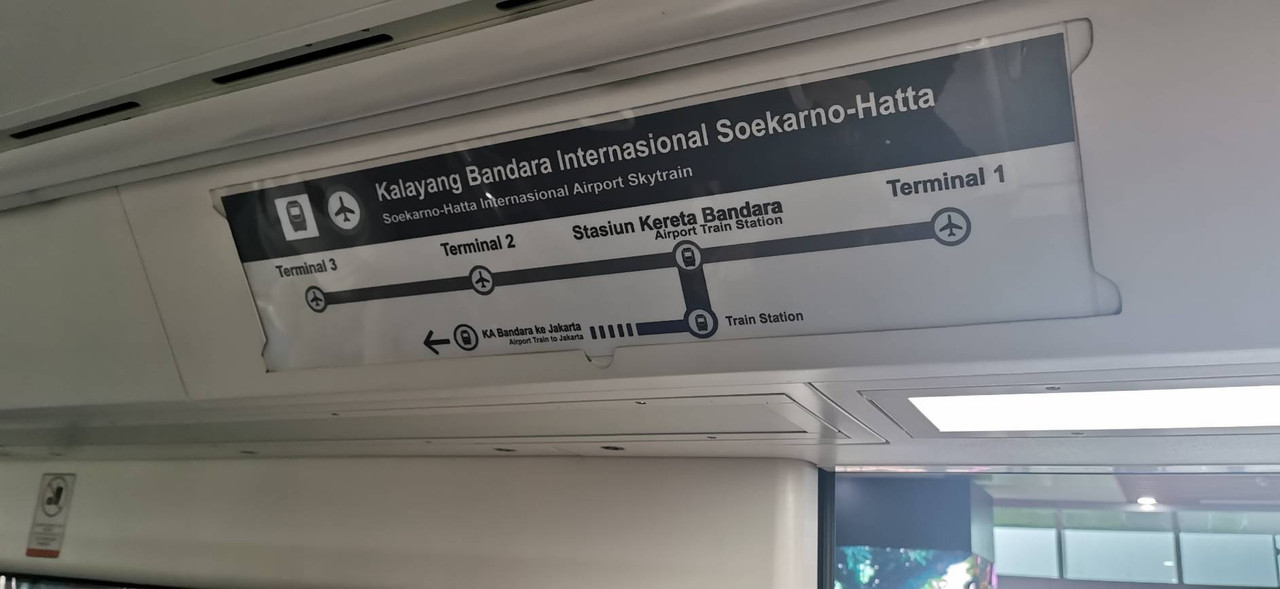 Kalayang Bandara Internasional Soekarno-Hatta
Soekarno-Hatta Internasional Airport Skytrain
Terminal 3
Terminal 2
Stasiun Kereta Bandara
Airport Train Station
Terminal 1
KA Bandara ke Jakarta
Airport Train to Jakarta
Train Station